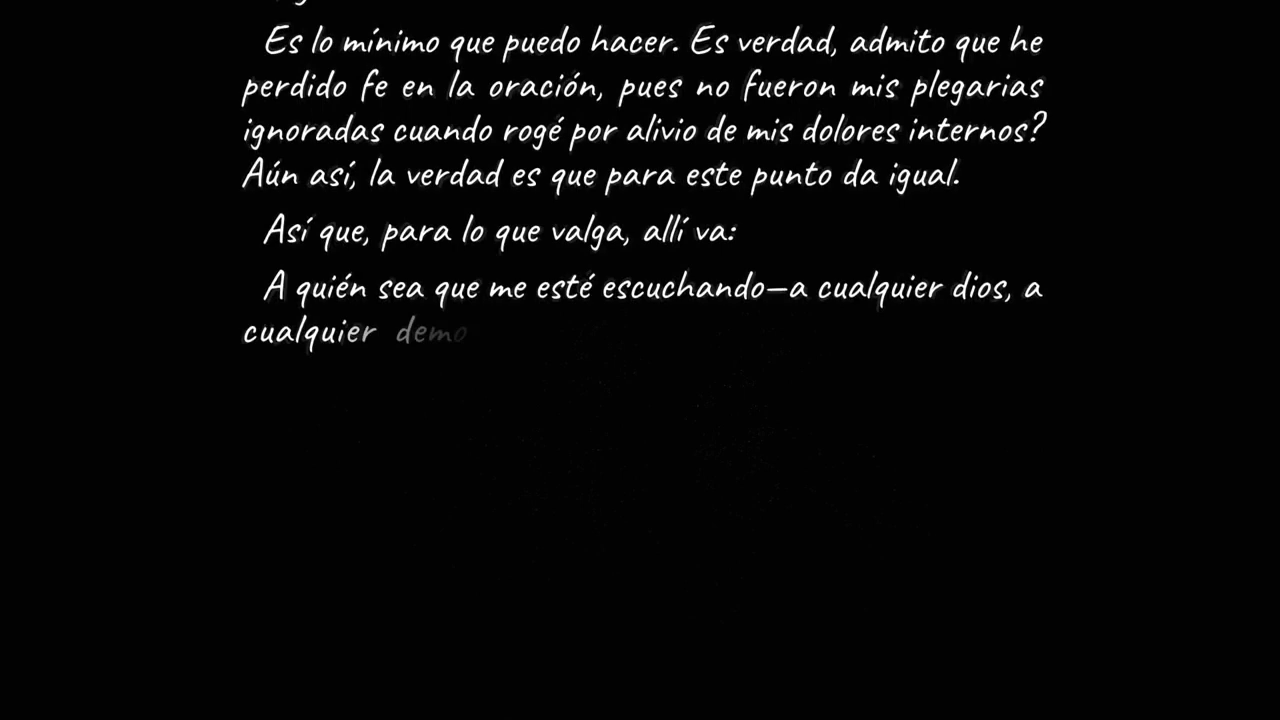 Es lo mínimo que puedo hacer. Es verdad, admito que he
perdido fe en la oración, pues no fueron mis plegarias
ignoradas cuando rogé por alivio de mis dolores internos?
Aún así, la verdad es que para este punto da igual.
Así que, para lo que valga, allí va:
A quién sea que me esté escuchando—a cualquier dios, a
cualquier demo